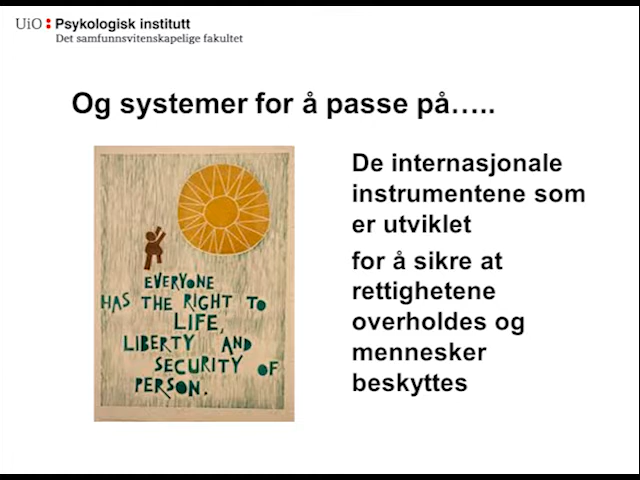 UiO: Psykologisk institutt
Det samfunnsvitenskapelige fakultet
Og systemer for å passe på.....
De internasjonale
instrumentene som
er utviklet
for å sikre at
rettighetene
overholdes og
mennesker
beskyttes
EVERYONE
HAS THE RIGHT TO
LIFE,
LIBERTY AND
SECURITY OF
PERSON.